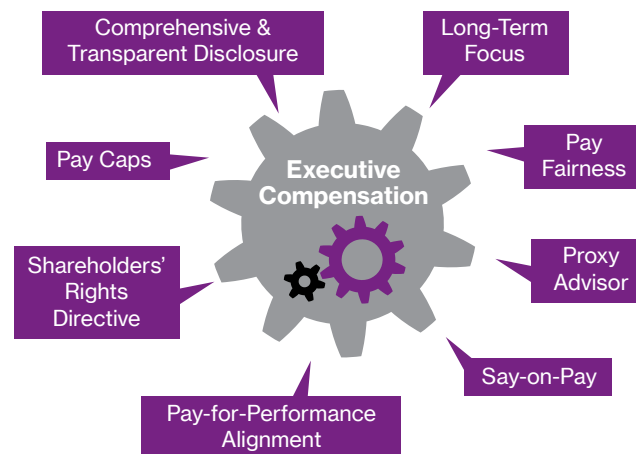 Comprehensive &
Transparent Disclosure
Long-Term
Focus
Pay Caps
Executive
Compensation
Pay
Fairness
Shareholders'
Rights
Directive
Proxy
Advisor
Say-on-Pay
Pay-for-Performance
Alignment